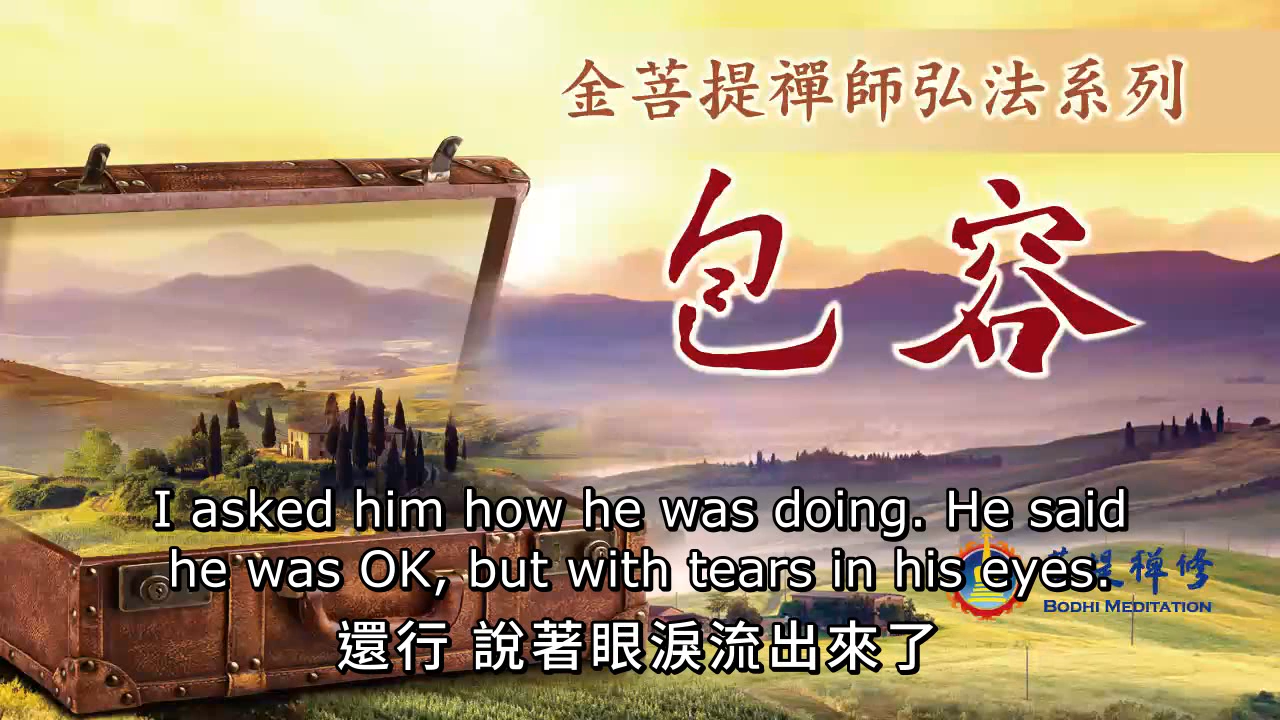 金菩提禪師弘法系列
包容
I asked him how he was doing. He said
he was OK, but with tears in his eyes.
菩提禪修
BODHI MEDITATION
還行 說著眼淚流出來了